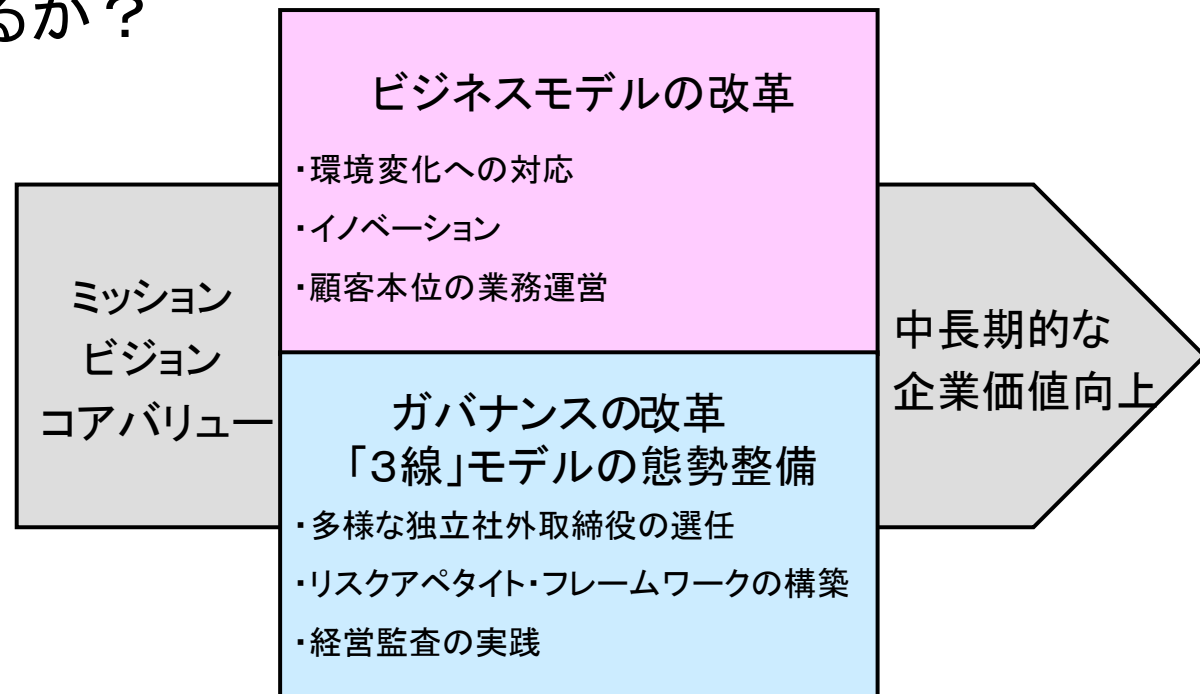 るか？
ビジネスモデルの改革
・環境変化への対応
・イノベーション
・顧客本位の業務運営
ミッション
ビジョン
コアバリュー
ガバナンスの改革
「３線」モデルの態勢整備
・多様な独立社外取締役の選任
・リスクアペタイト・フレームワークの構築
・経営監査の実践
中長期的な
企業価値向上